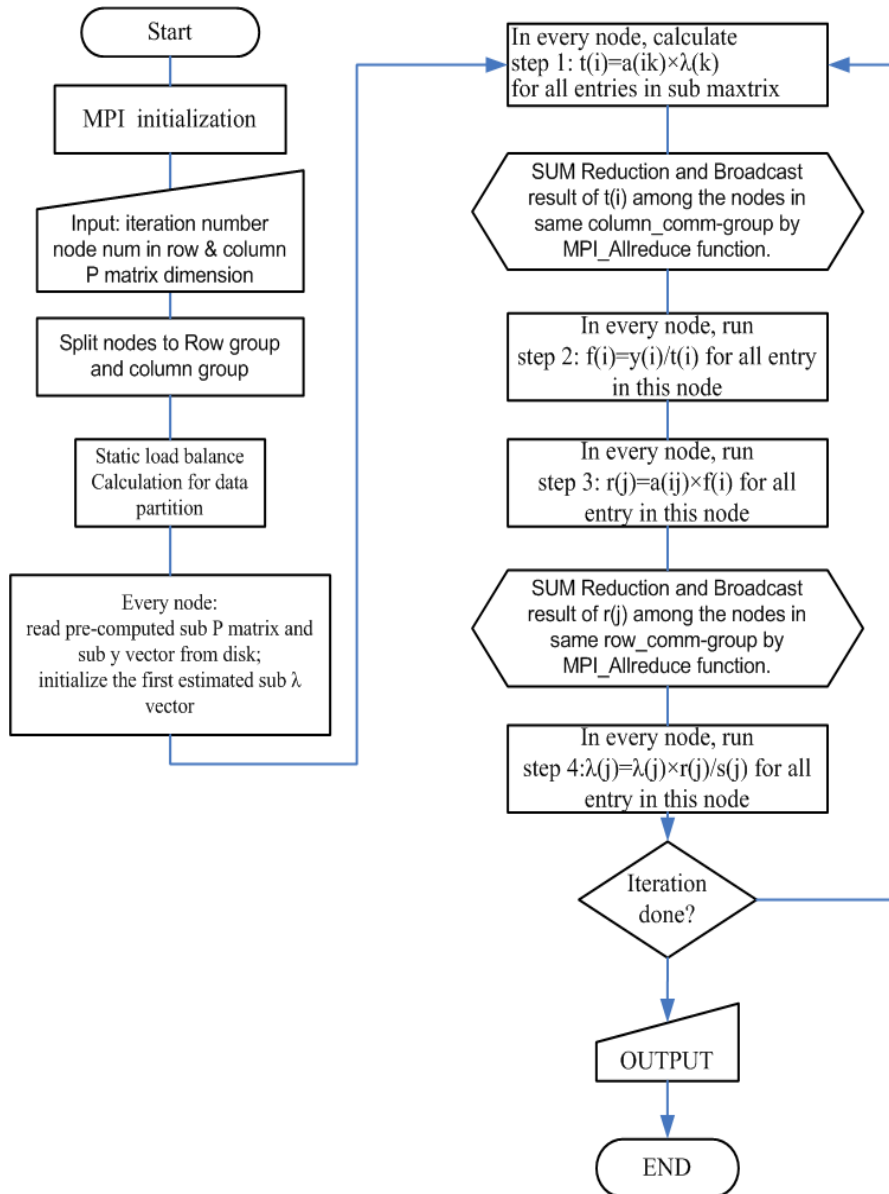 Start
MPI initialization
Input: iteration number
node num in row & column
P matrix dimension
Split nodes to Row group
and column group
Static load balance
Calculation for data
partition
Every node:
read pre-computed sub P matrix and
sub y vector from disk;
initialize the first estimated sub λ
vector
In every node, calculate
step 1: t(i)=a(ik)×λ(k)
for all entries in sub maxtrix
SUM Reduction and Broadcast
result of t(i) among the nodes in
same column_comm-group by
MPI_Allreduce function.
In every node, run
step 2: f(i)=y(i)/t(i) for all entry
in this node
In every node, run
step 3: r(j)=a(ij)×f(i) for all
entry in this node
SUM Reduction and Broadcast
result of r(j) among the nodes in
same row_comm-group by
MPI_Allreduce function.
In every node, run
step 4:λ(j)=λ(j)×r(j)/s(j) for all
entry in this node
Iteration
done?
OUTPUT
END